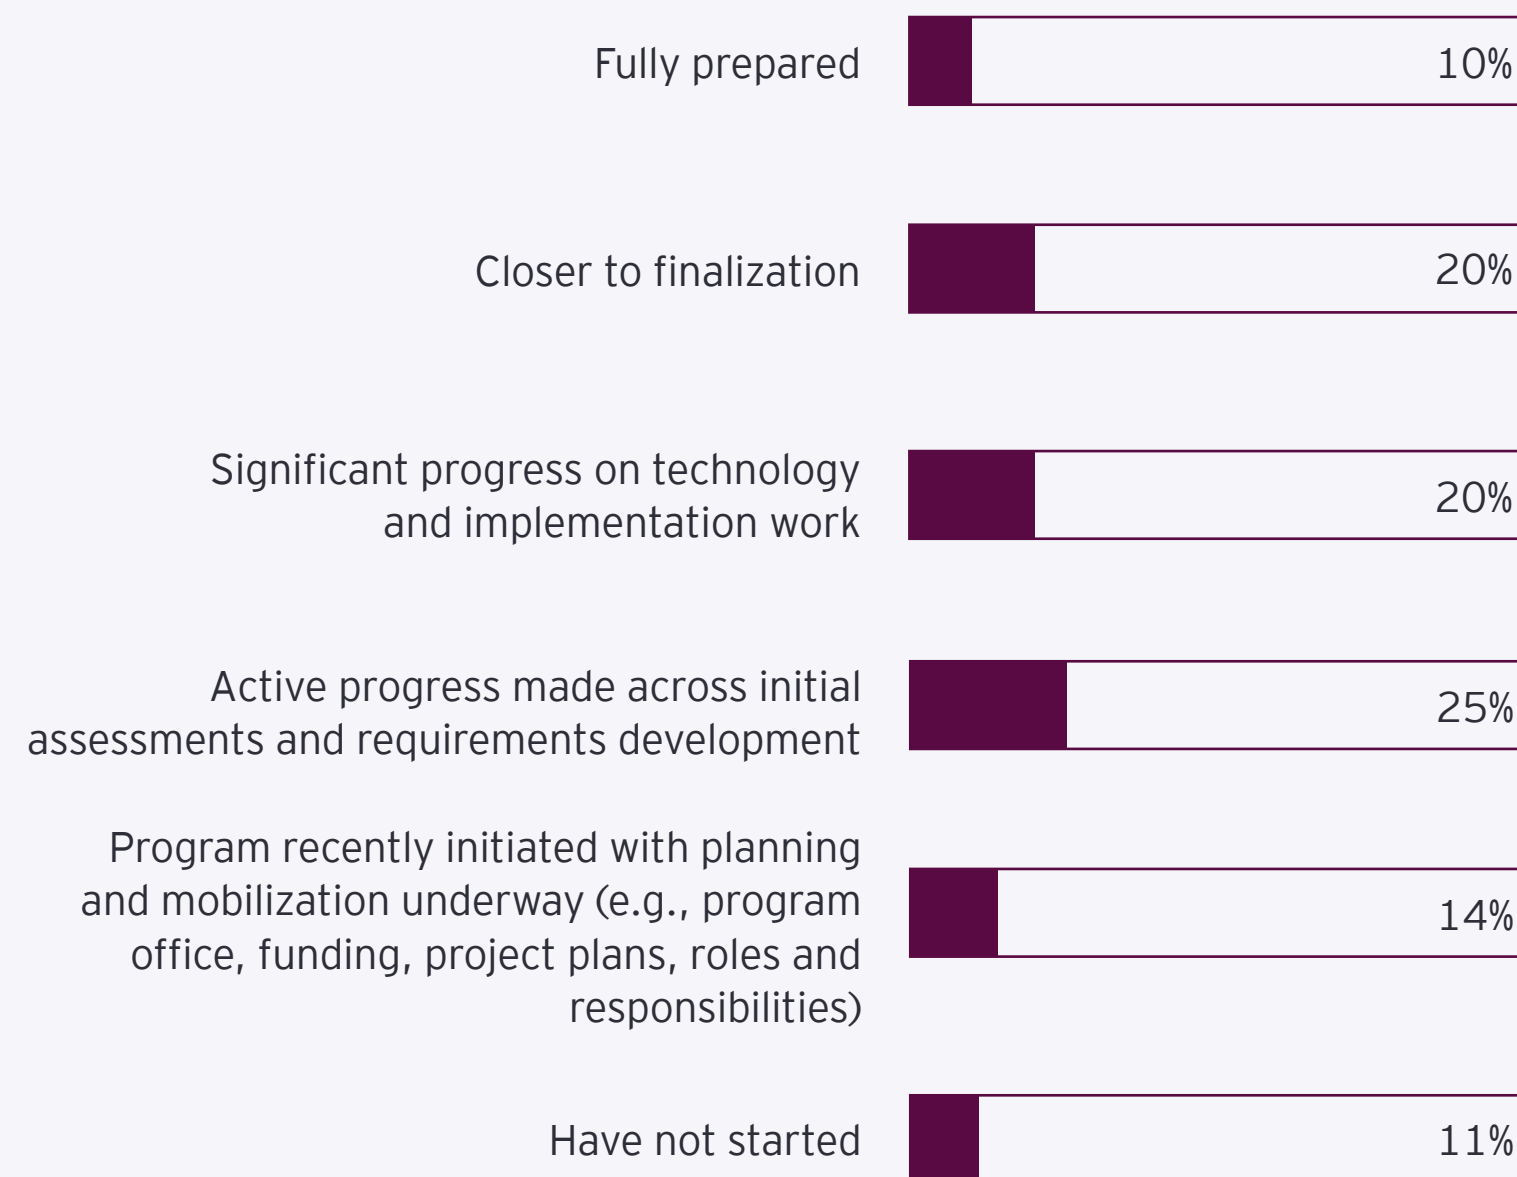 Fully prepared 10%
Closer to finalization 20%
Significant progress on technology
and implementation work 20%
Active progress made across initial
assessments and requirements development 25%
Program recently initiated with planning
and mobilization underway (e.g., program
office, funding, project plans, roles and
responsibilities) 14%
Have not started 11%